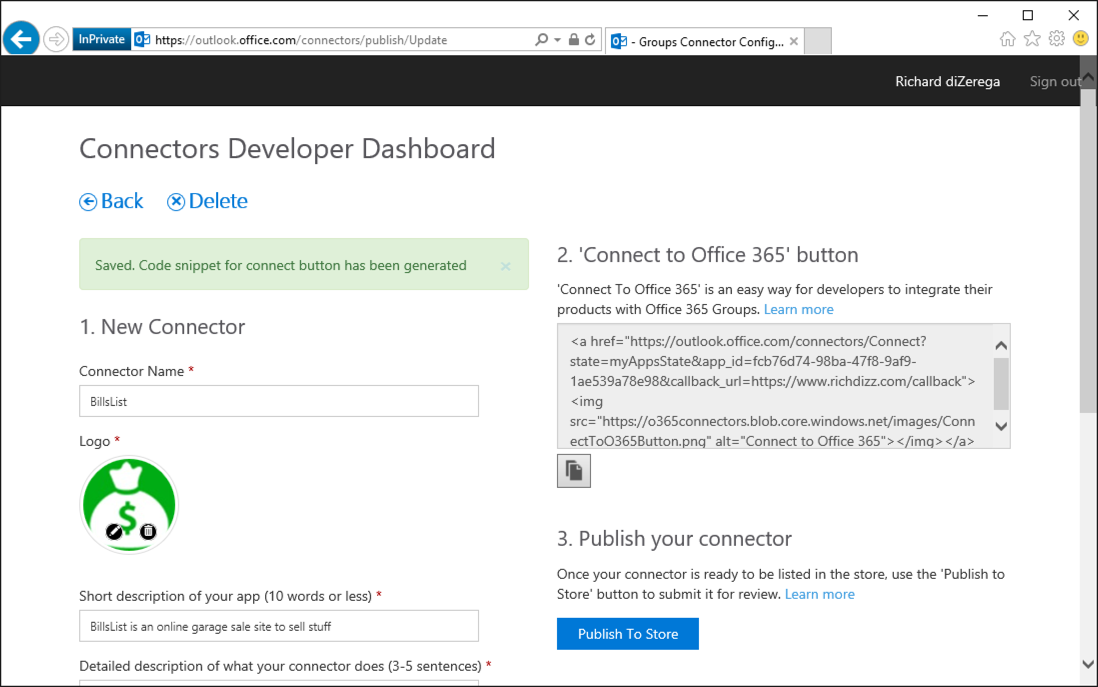 InPrivate
https://outlook.office.com/connectors/publish/Update
- Groups Connector Config...
Richard diZerega
Sign out
Connectors Developer Dashboard
Back
Delete
Saved. Code snippet for connect button has been generated
1. New Connector
Connector Name *
BillsList
Logo *
$
Short description of your app (10 words or less) *
BillsList is an online garage sale site to sell stuff
Detailed description of what your connector does (3-5 sentences) *
2. 'Connect to Office 365' button
'Connect To Office 365' is an easy way for developers to integrate their
products with Office 365 Groups. Learn more
<a href="https://outlook.office.com/connectors/Connect?
state=myAppsState&app_id=fcb76d74-98ba-47f8-9af9-
1ae539a78e98&callback_url=https://www.richdizz.com/callback">
<img
src="https://o365connectors.blob.core.windows.net/images/Conn
ectToO365Button.png" alt="Connect to Office 365"></img></a>
3. Publish your connector
Once your connector is ready to be listed in the store, use the 'Publish to
Store' button to submit it for review. Learn more
Publish To Store